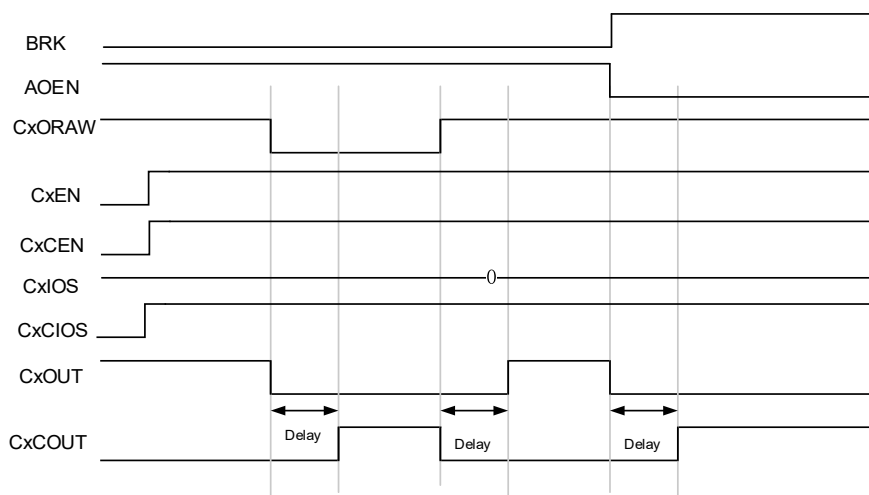 BRK
AOEN
CxORAW
CxEN
CxCEN
CxIOS
0
CxCIOS
CxOUT
CxCOUT
Delay
Delay
Delay